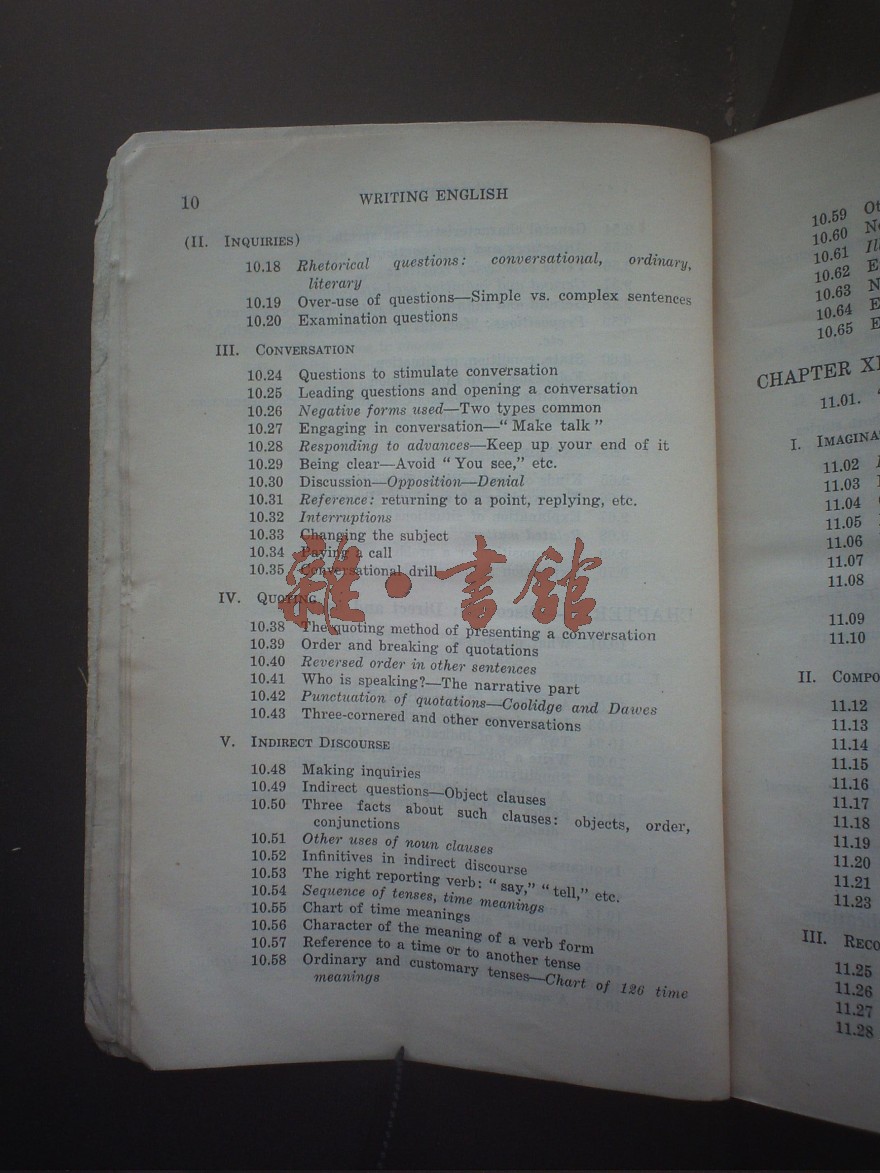 10 WRITING ENGLISH
(II. INQUIRIES)
10.18 Rhetorical questions: conversational, ordinary,
literary
10.19 Over-use of questions—Simple vs. complex sentences
10.20 Examination questions
III. CONVERSATION
10.24 Questions to stimulate conversation
10.25 Leading questions and opening a conversation
10.26 Negative forms used—Two types common
10.27 Engaging in conversation—“Make talk”
10.28 Responding to advances—Keep up your end of it
10.29 Being clear—Avoid “You see,” etc.
10.30 Discussion—Opposition—Denial
10.31 Reference: returning to a point, replying, etc.
10.32 Interruptions
10.33 Changing the subject
10.34 Paying a call
10.35 Conversational drill
雜·書館
IV. QUOTING
10.38 The quoting method of presenting a conversation
10.39 Order and breaking of quotations
10.40 Reversed order in other sentences
10.41 Who is speaking?—The narrative part
10.42 Punctuation of quotations—Coolidge and Dawes
10.43 Three-cornered and other conversations
V. INDIRECT DISCOURSE
10.48 Making inquiries
10.49 Indirect questions—Object clauses
10.50 Three facts about such clauses: objects, order,
conjunctions
10.51 Other uses of noun clauses
10.52 Infinitives in indirect discourse
10.53 The right reporting verb: “say,” “tell,” etc.
10.54 Sequence of tenses, time meanings
10.55 Chart of time meanings
10.56 Character of the meaning of a verb form
10.57 Reference to a time or to another tense
10.58 Ordinary and customary tenses—Chart of 126 time
meanings
10.59
10.60
10.61
10.62
10.63
10.64
10.65
CHAPTER
11.01.
I.
11.02
11.03
11.04
11.05
11.06
11.07
11.08
11.09
11.10
II.
11.12
11.13
11.14
11.15
11.16
11.17
11.18
11.19
11.20
11.21
11.23
III.
11.25
11.26
11.27
11.28